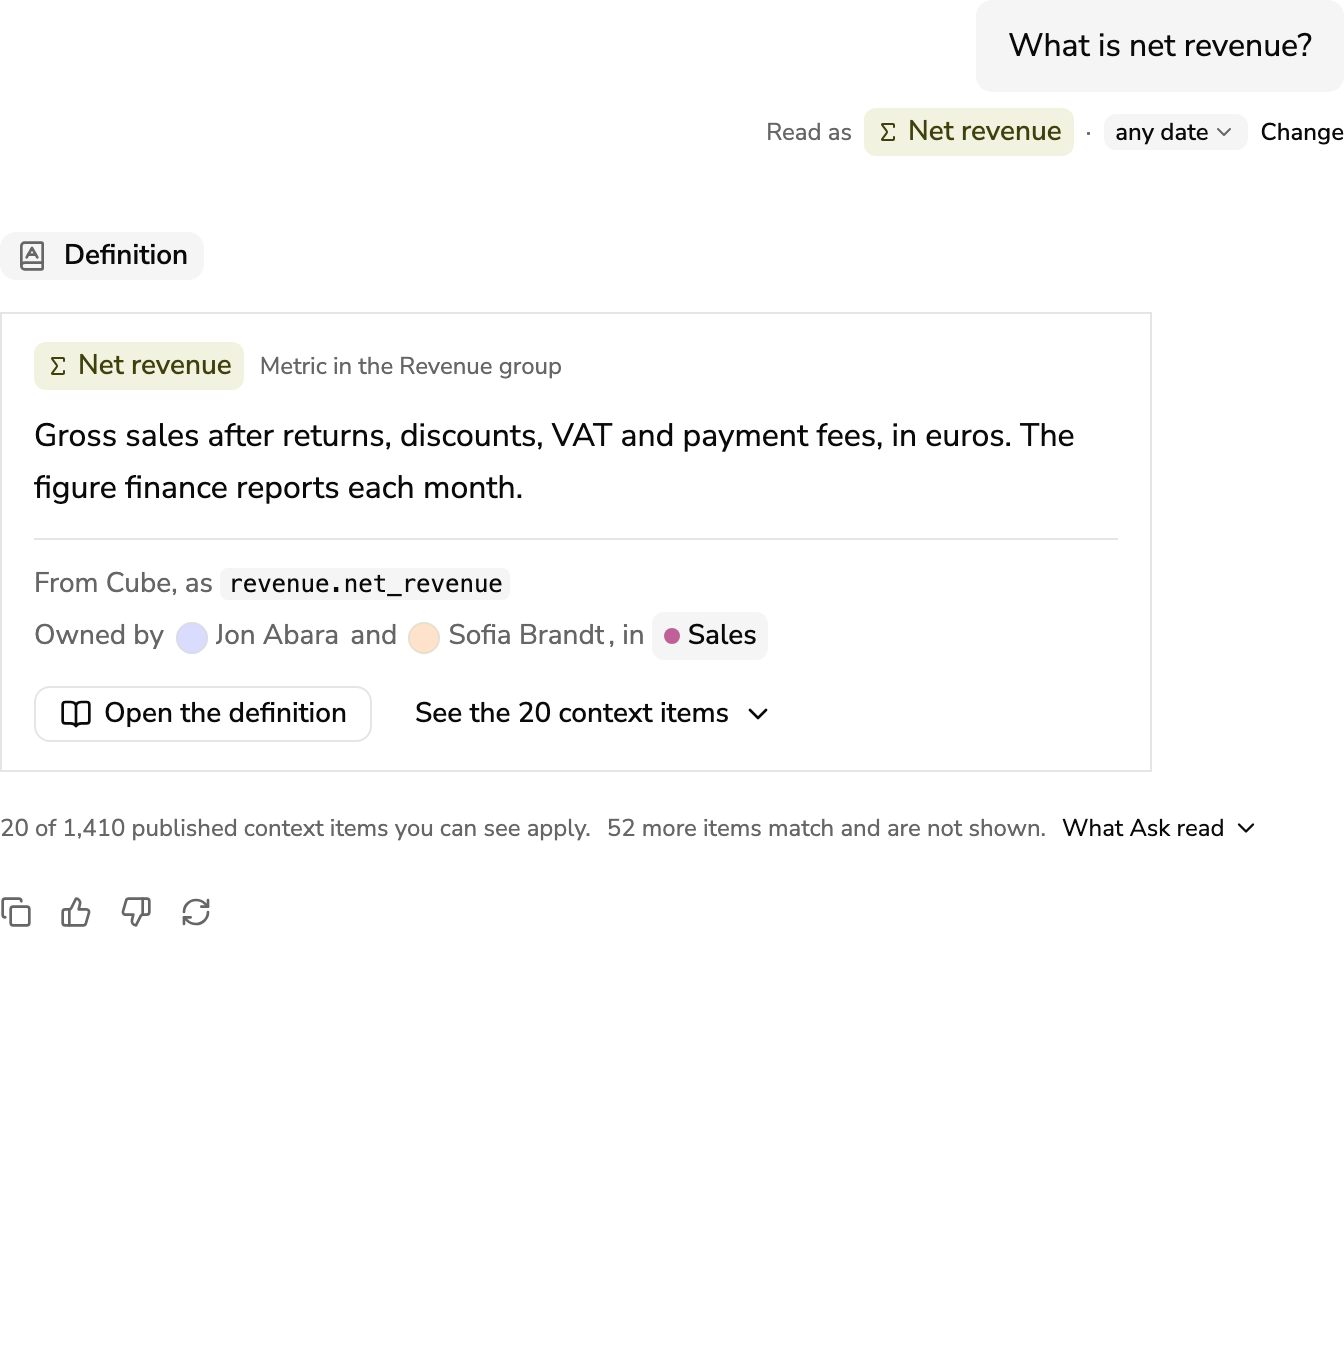 What is net revenue?
Read as Σ Net revenue · any date Change
Definition
Σ Net revenue Metric in the Revenue group
Gross sales after returns, discounts, VAT and payment fees, in euros. The
figure finance reports each month.
From Cube, as revenue.net_revenue
Owned by Jon Abara and Sofia Brandt, in Sales
Open the definition See the 20 context items
20 of 1,410 published context items you can see apply. 52 more items match and are not shown. What Ask read